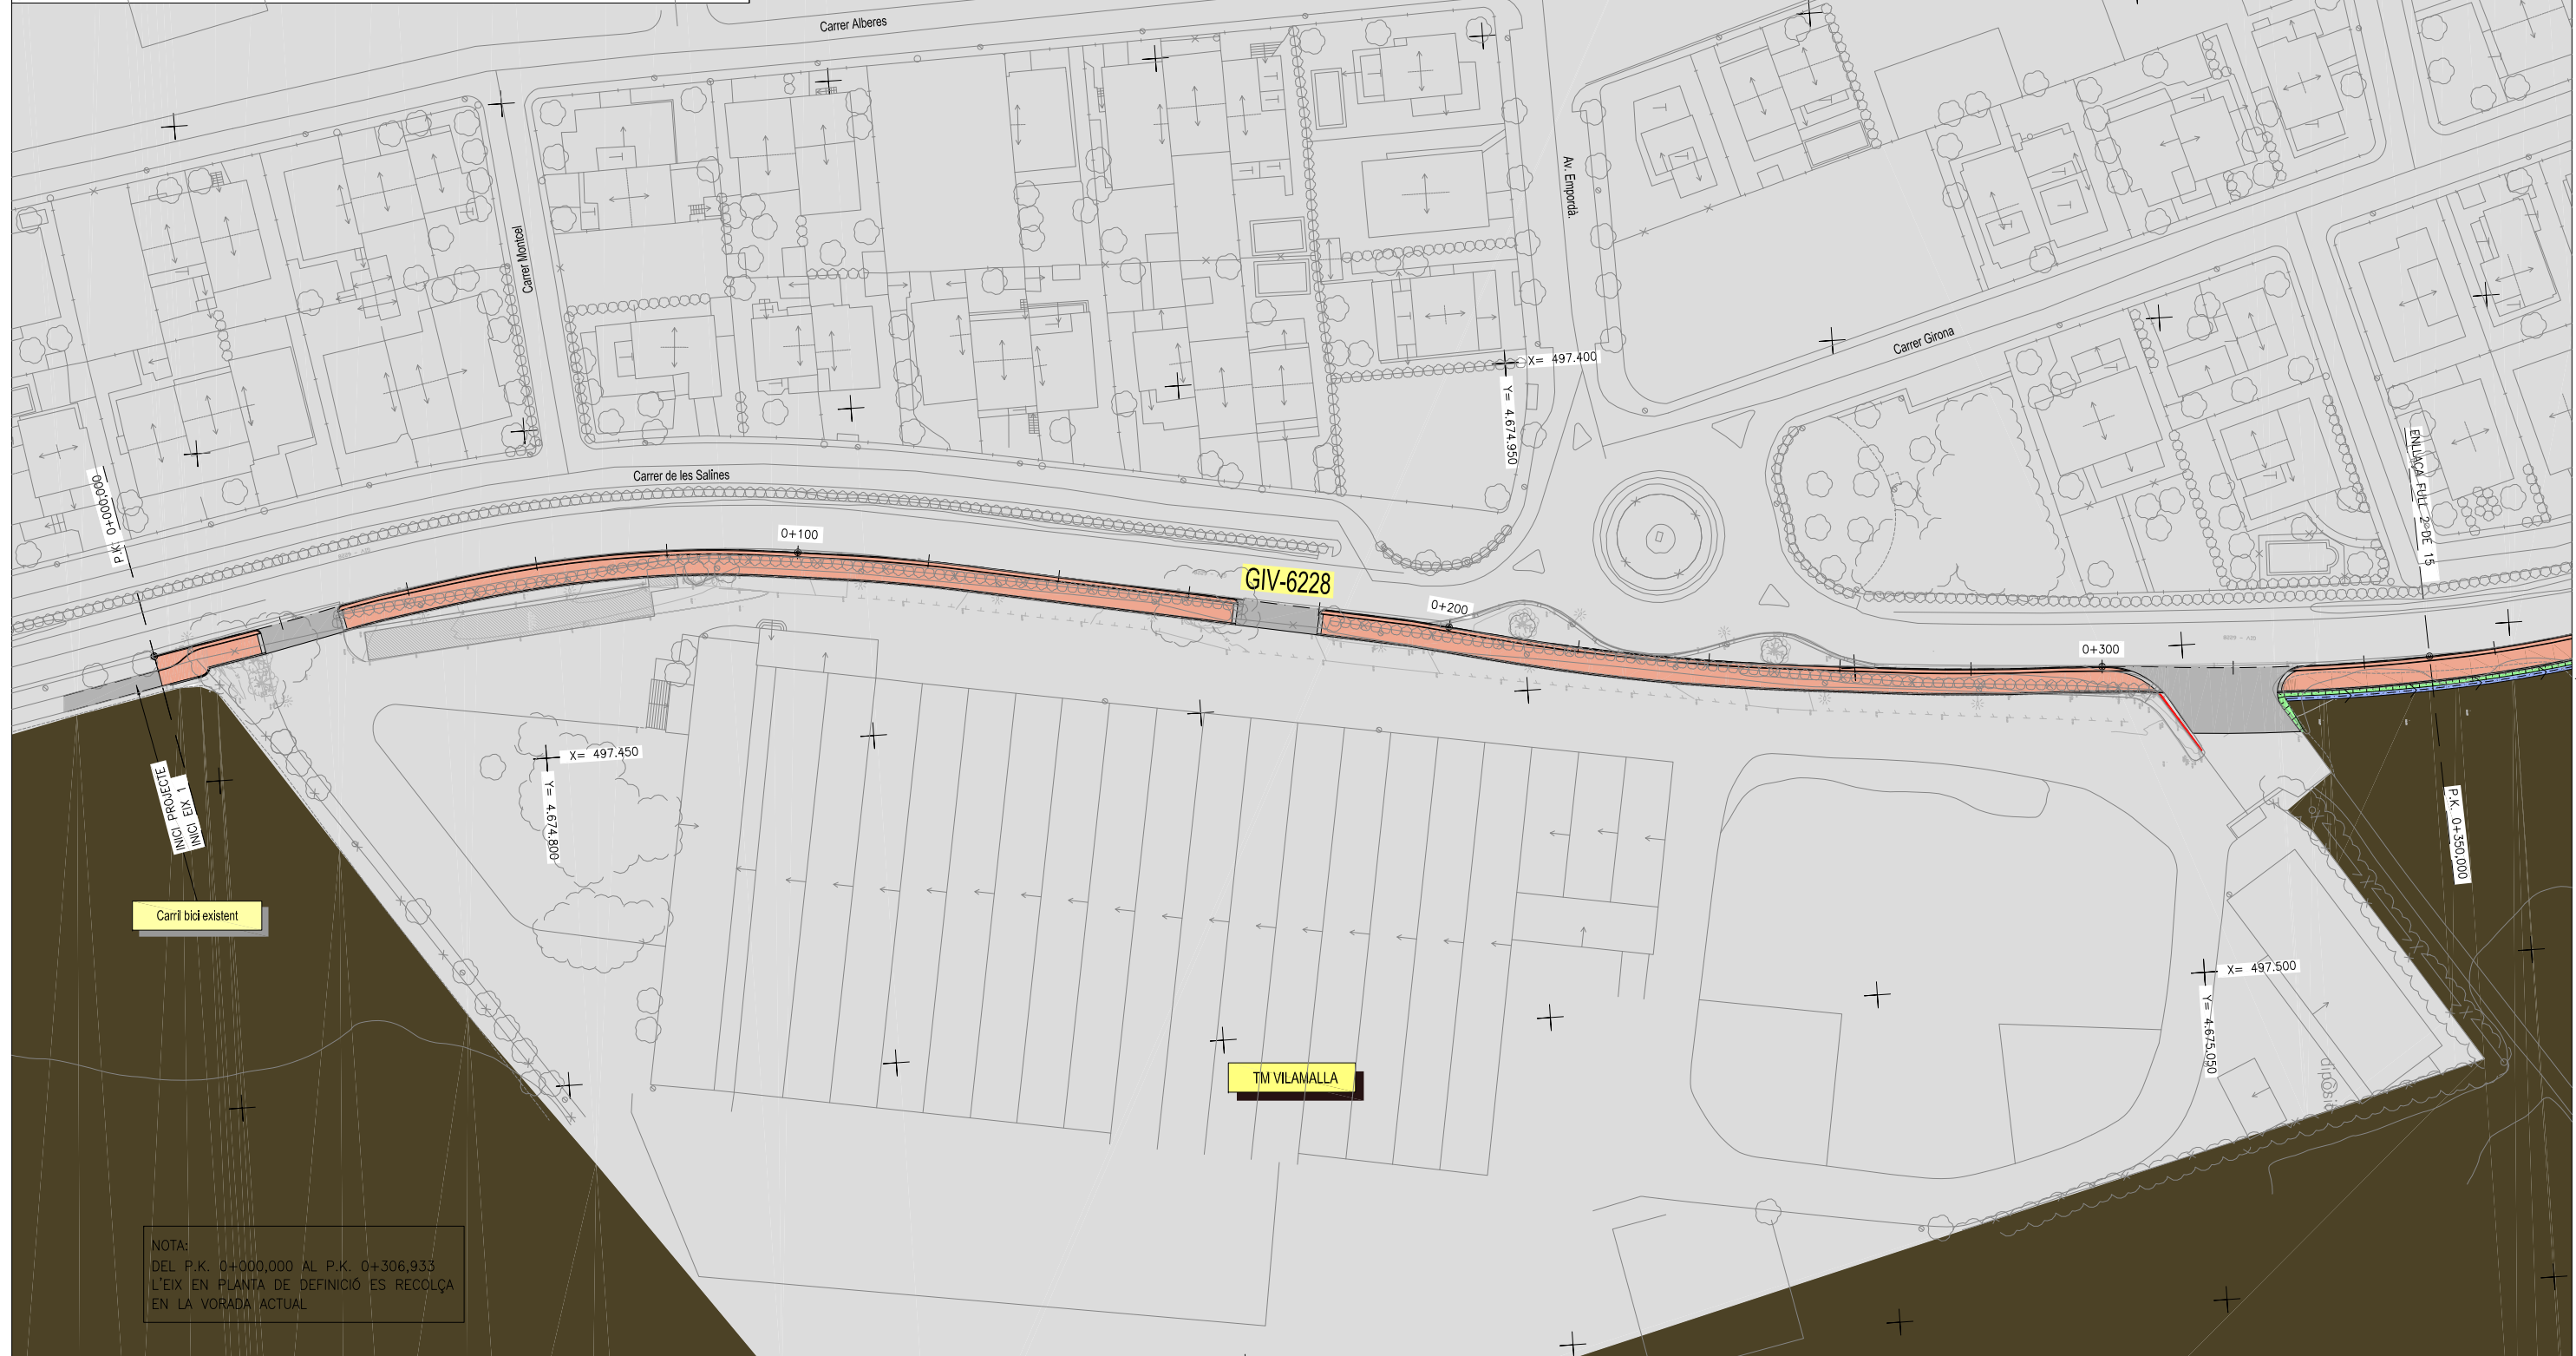 Carrer Alberes
Carrer Montcel
Av. Empordà.
Carrer Girona
X= 497.400
Y= 4.674.950
Carrer de les Salines
P.K. 0+000,000
ENLLAÇA FULL 2 DE 15
0+100
GIV-6228
0+200
0+300
X= 497.450
Y= 4.674.800
INICI PROJECTE
INICI EIX 1
P.K. 0+350,000
Carril bici existent
X= 497.500
Y= 4.675.050
TM VILAMALLA
dipòsit
NOTA:
DEL P.K. 0+000,000 AL P.K. 0+306,933
L'EIX EN PLANTA DE DEFINICIÓ ES RECOLÇA
EN LA VORADA ACTUAL